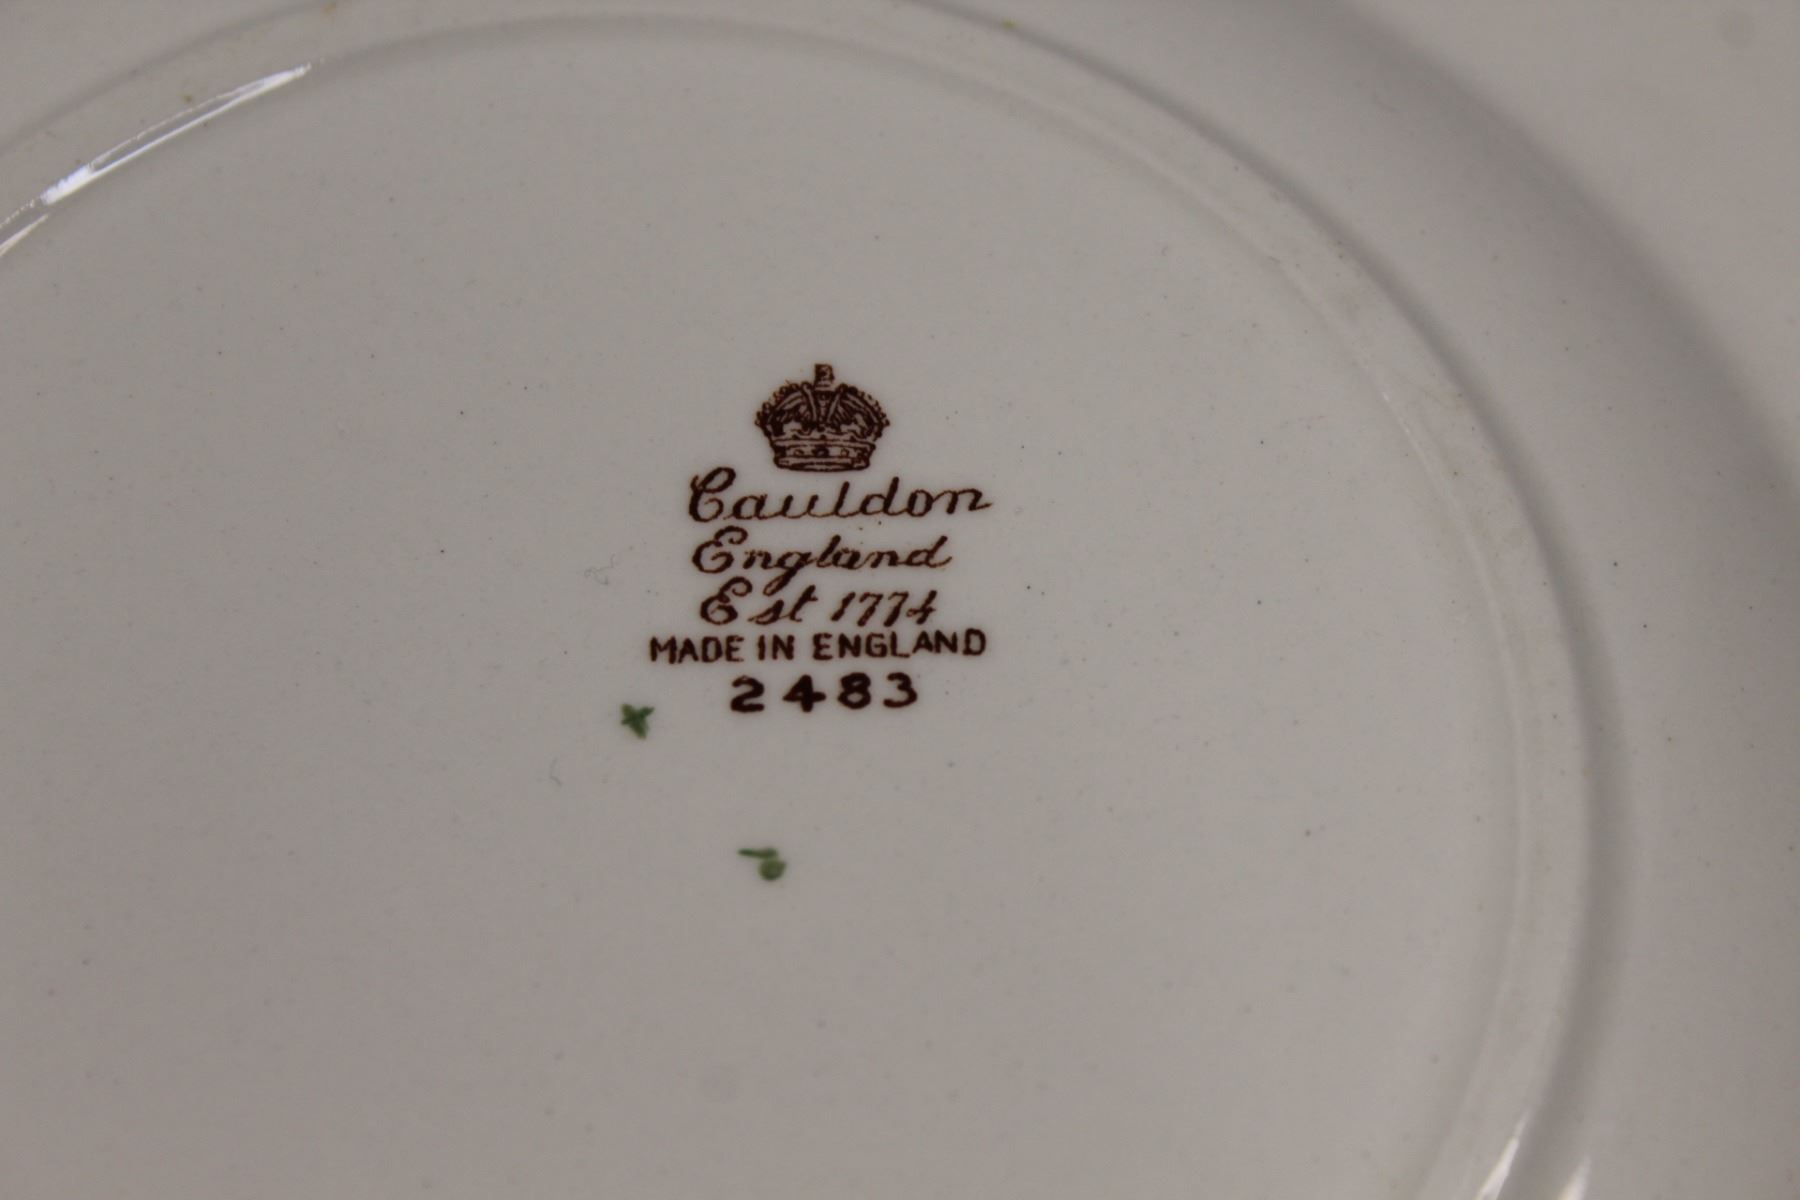 Cauldon
England
Est 1774
MADE IN ENGLAND
2483